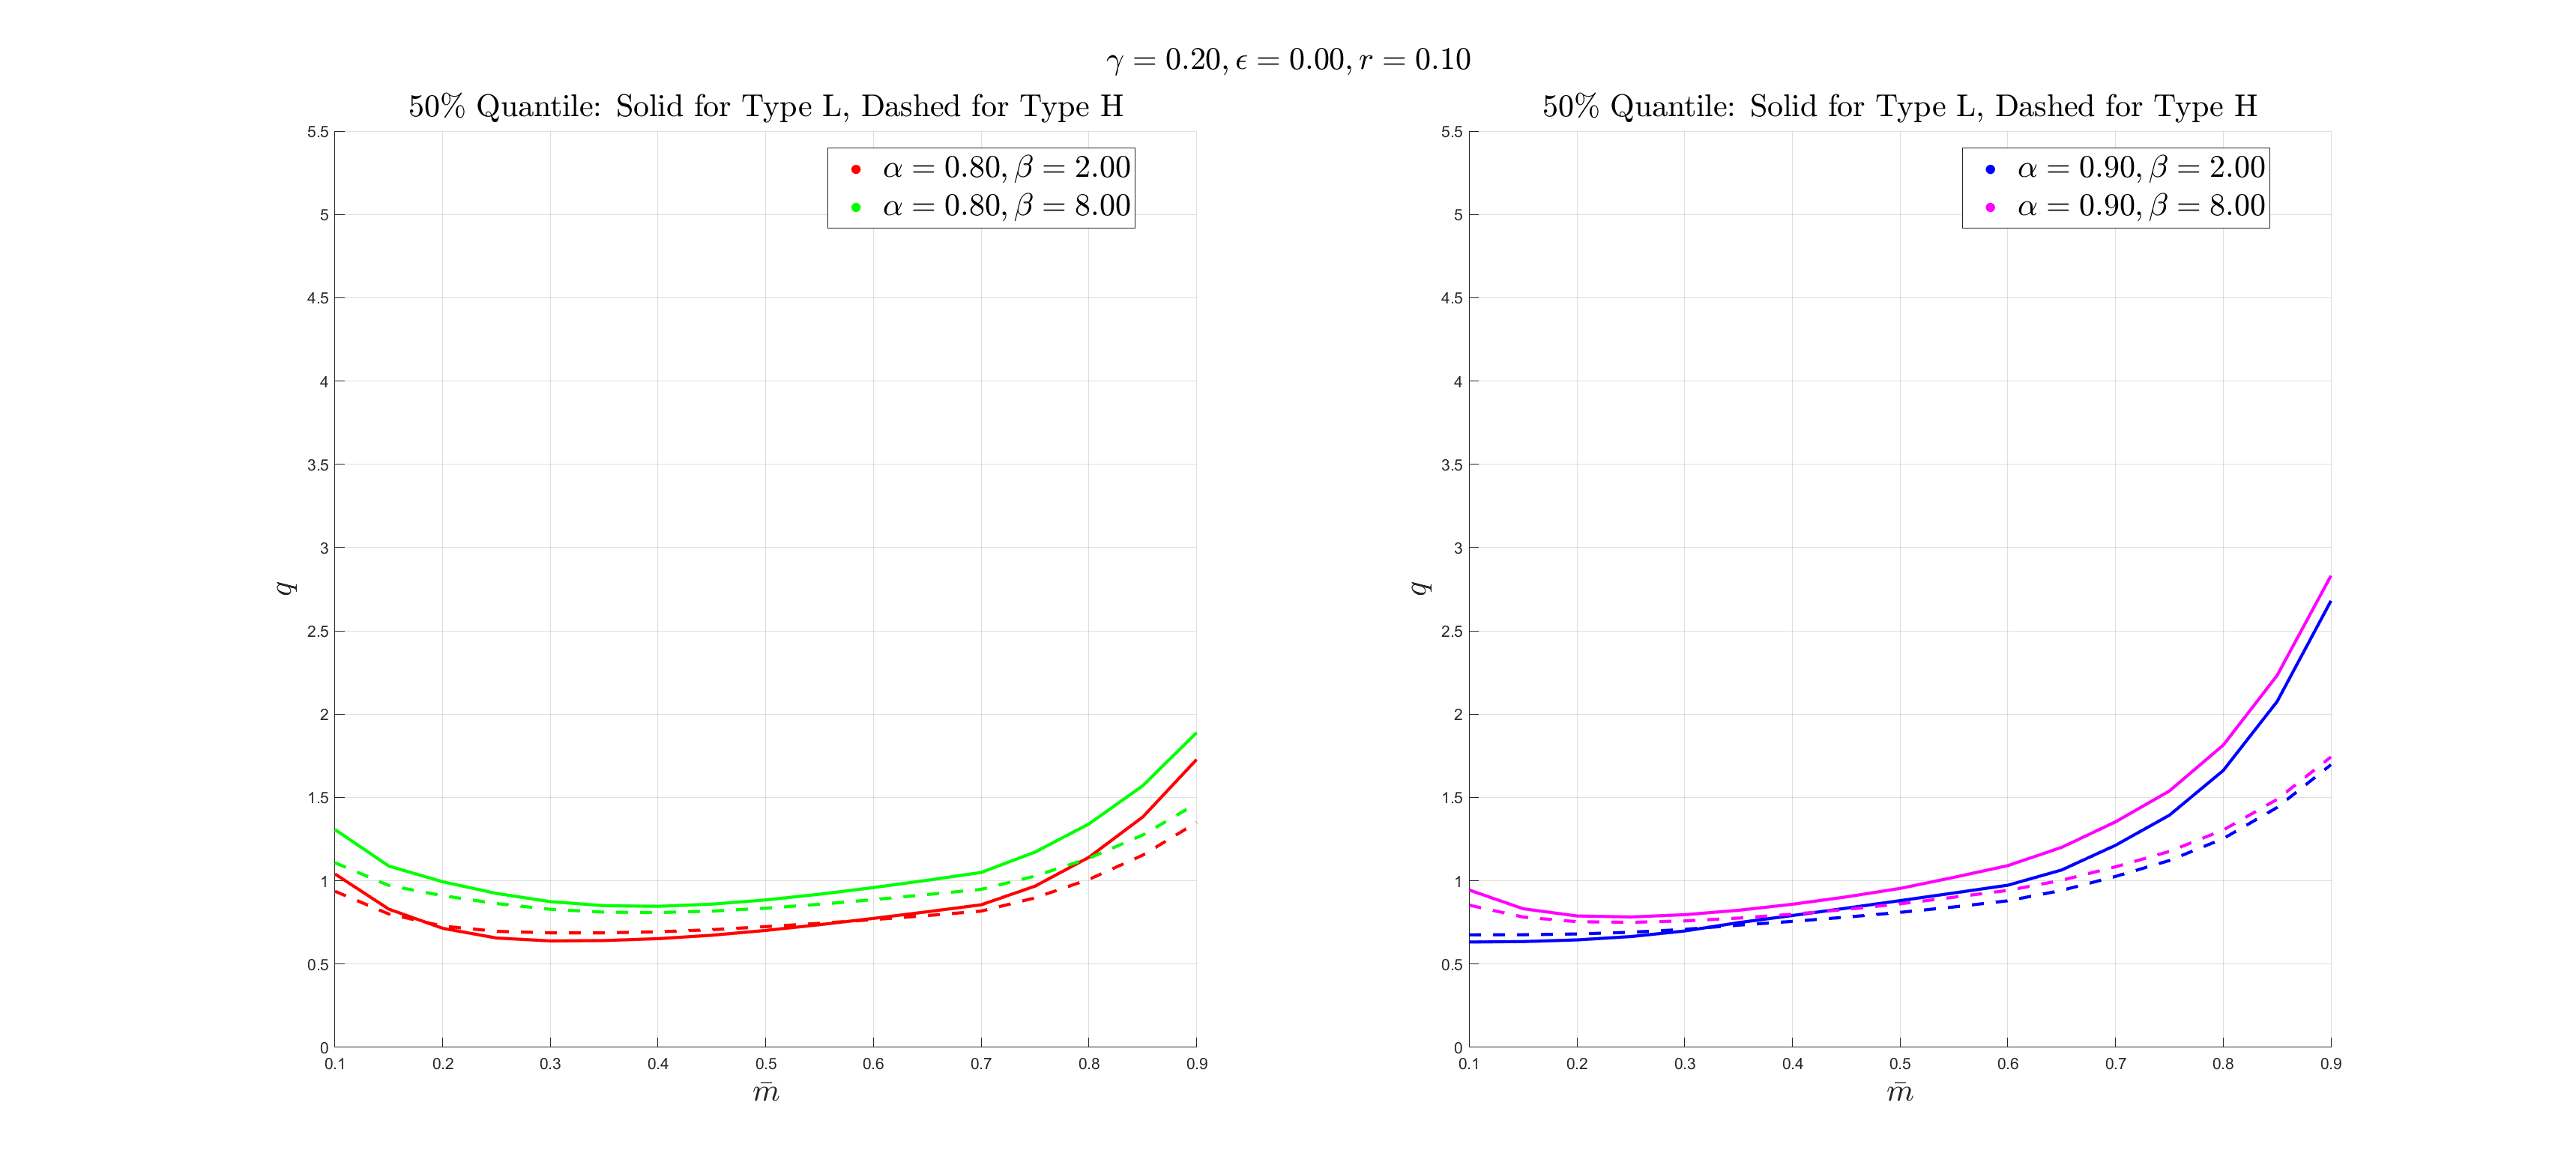 γ = 0.20, ϵ = 0.00, r = 0.10
50% Quantile: Solid for Type L, Dashed for Type H
α = 0.80, β = 2.00
α = 0.80, β = 8.00
5.5
5
4.5
4
3.5
3
2.5
2
1.5
1
0.5
0
q
0.1 0.2 0.3 0.4 0.5 0.6 0.7 0.8 0.9
m̄
50% Quantile: Solid for Type L, Dashed for Type H
α = 0.90, β = 2.00
α = 0.90, β = 8.00
5.5
5
4.5
4
3.5
3
2.5
2
1.5
1
0.5
0
q
0.1 0.2 0.3 0.4 0.5 0.6 0.7 0.8 0.9
m̄